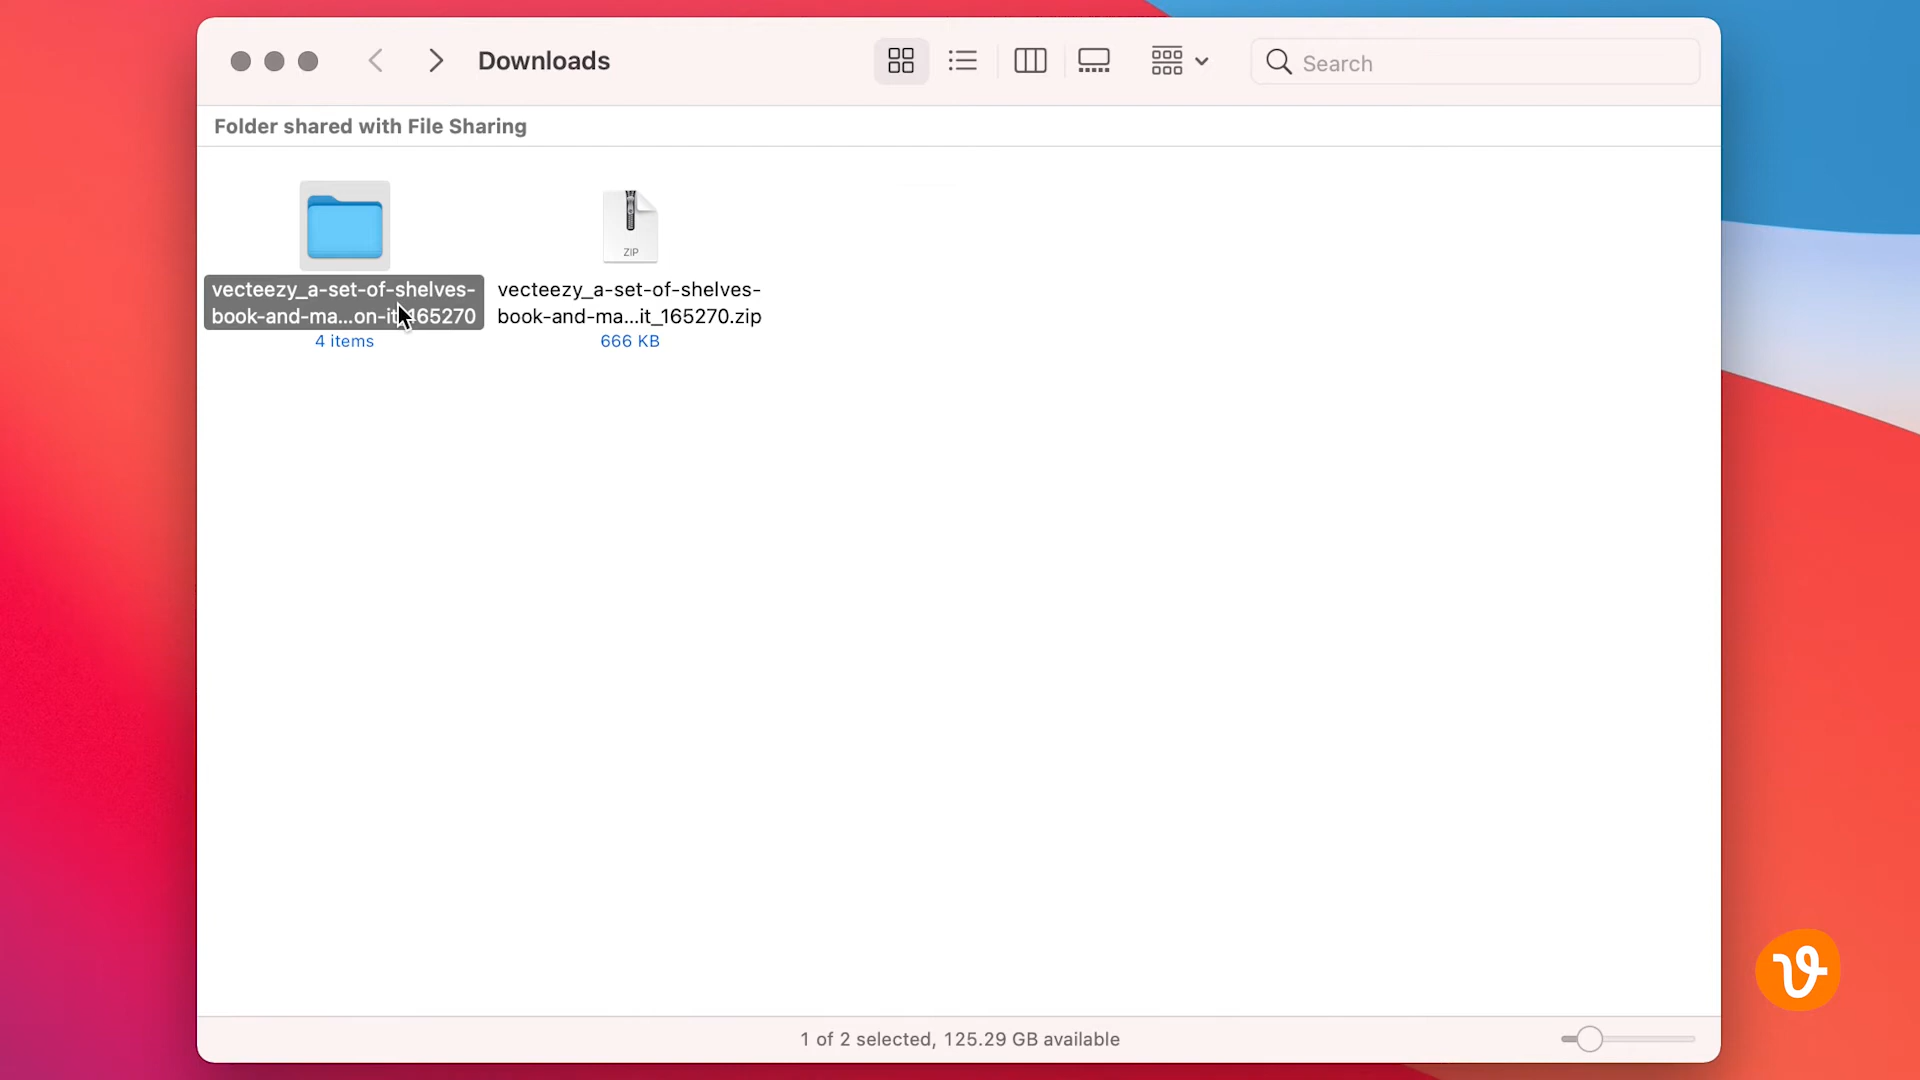 Downloads
Search
Folder shared with File Sharing
vecteezy_a-set-of-shelves-
book-and-ma...on-it_165270
4 items
ZIP
vecteezy_a-set-of-shelves-
book-and-ma...it_165270.zip
666 KB
1 of 2 selected, 125.29 GB available